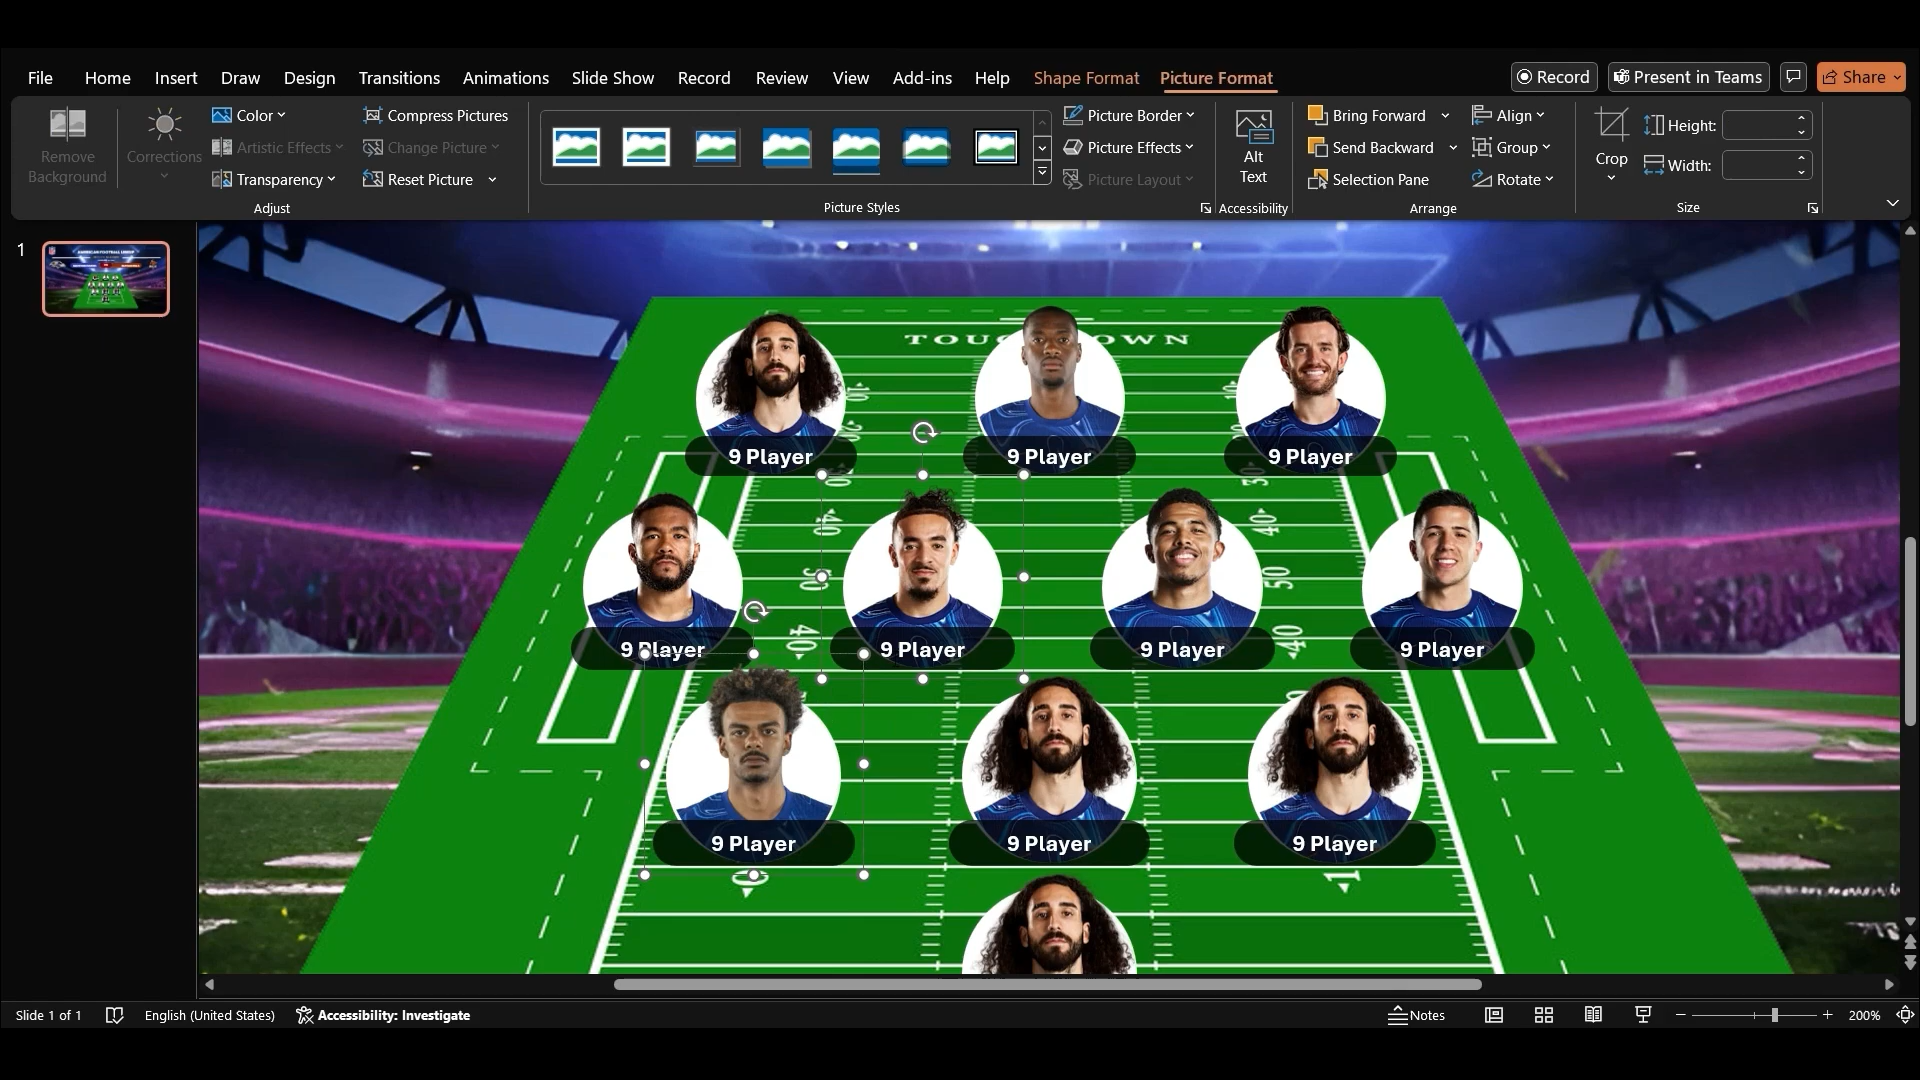 File Home Insert Draw Design Transitions Animations Slide Show Record Review View Add-ins Help Shape Format Picture Format Record Present in Teams Share
Remove Background
Corrections
Color
Artistic Effects
Transparency
Compress Pictures
Change Picture
Reset Picture
Adjust
Picture Styles
Picture Border
Picture Effects
Picture Layout
Alt Text
Accessibility
Bring Forward
Send Backward
Selection Pane
Align
Group
Rotate
Arrange
Crop
Height:
Width:
Size
1
9 Player 9 Player 9 Player
9 Player 9 Player 9 Player 9 Player
9 Player 9 Player 9 Player
Slide 1 of 1 English (United States) Accessibility: Investigate Notes 200%